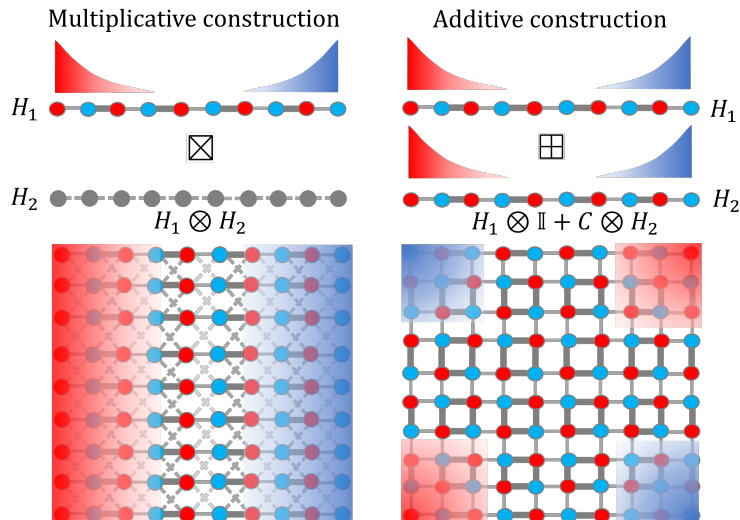 Multiplicative construction
H₁
H₂
H₁ ⊗ H₂
Additive construction
H₁
H₂
H₁ ⊗ 𝕀 + C ⊗ H₂